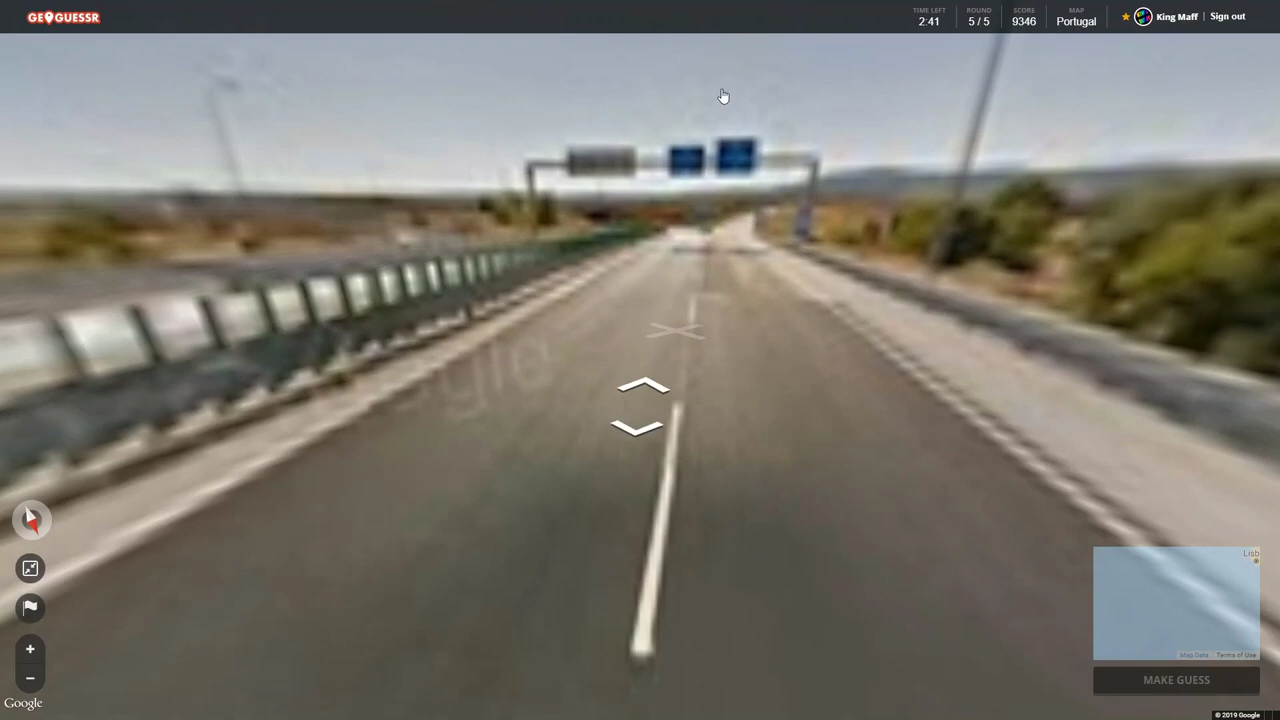 GEOGUESSR
TIME LEFT
2:41
ROUND
5 / 5
SCORE
9346
MAP
Portugal
King Maff
Sign out
Lisb
Map Data
Terms of Use
MAKE GUESS
Google
© 2019 Google